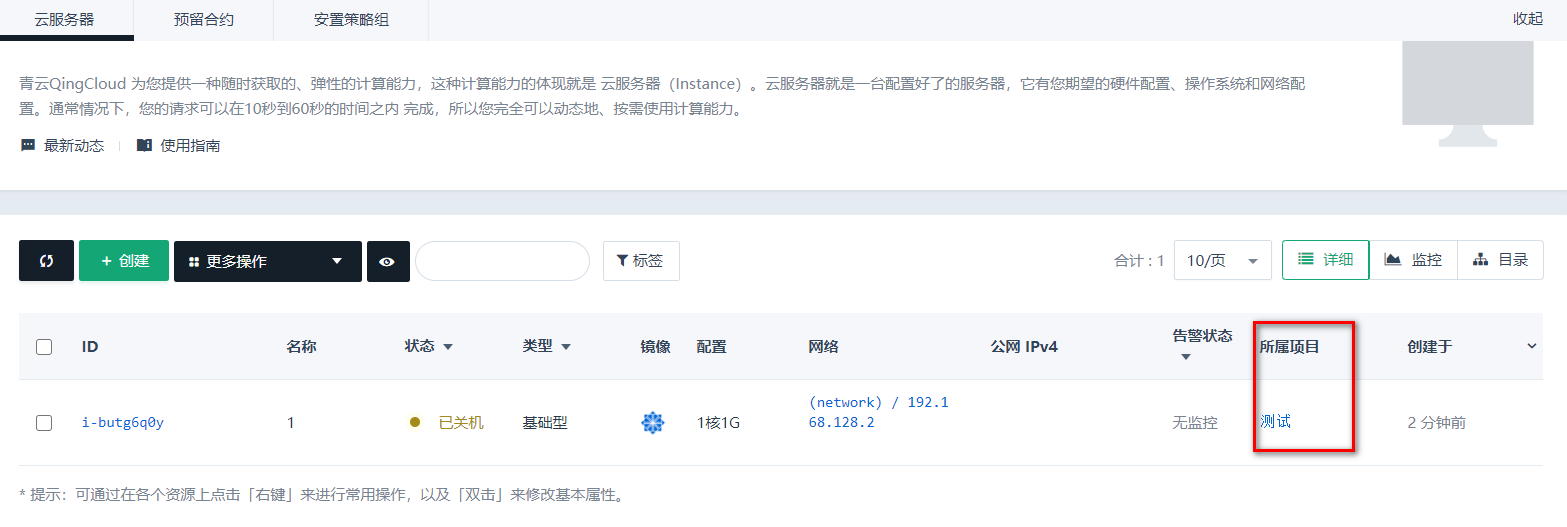 云服务器 预留合约 安置策略组 收起
青云QingCloud 为您提供一种随时获取的、弹性的计算能力，这种计算能力的体现就是 云服务器（Instance）。云服务器就是一台配置好了的服务器，它有您期望的硬件配置、操作系统和网络配
置。通常情况下，您的请求可以在10秒到60秒的时间之内 完成，所以您完全可以动态地、按需使用计算能力。
最新动态 使用指南
+ 创建 更多操作 标签 合计 : 1 10/页 详细 监控 目录
ID 名称 状态 类型 镜像 配置 网络 公网 IPv4 告警状态 所属项目 创建于
i-butg6q0y 1 已关机 基础型 1核1G (network) / 192.1
68.128.2 无监控 测试 2 分钟前
* 提示：可通过在各个资源上点击「右键」来进行常用操作，以及「双击」来修改基本属性。